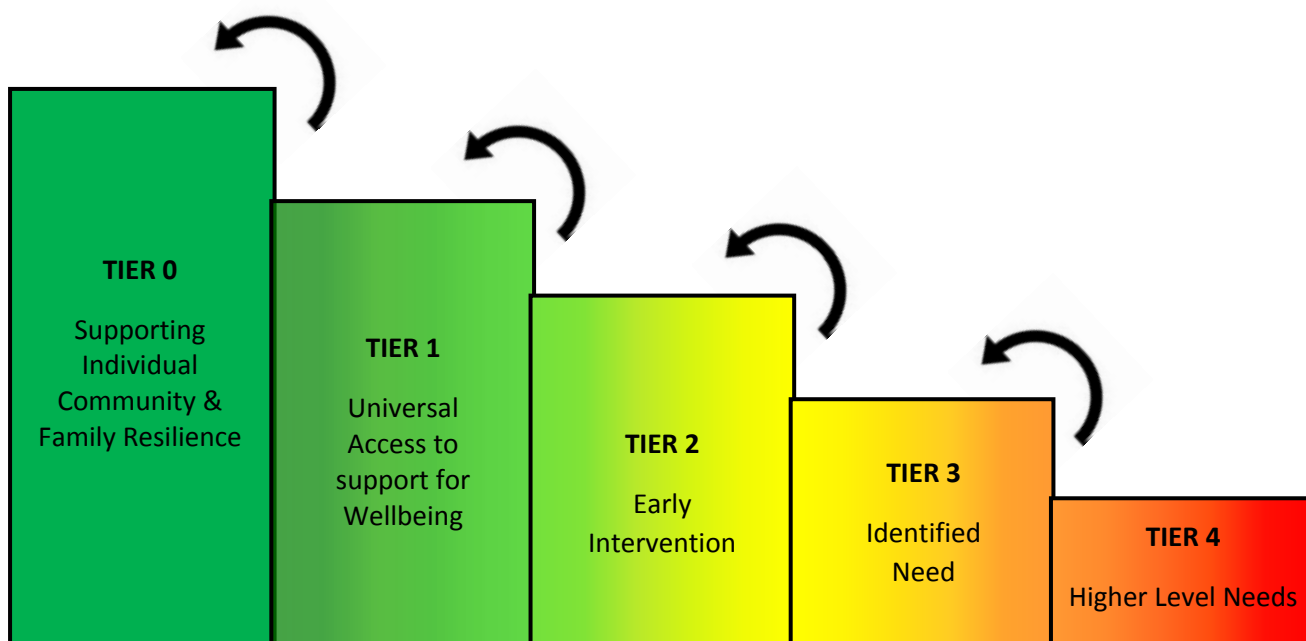 TIER 0
Supporting
Individual
Community &
Family Resilience
TIER 1
Universal
Access to
support for
Wellbeing
TIER 2
Early
Intervention
TIER 3
Identified
Need
TIER 4
Higher Level Needs